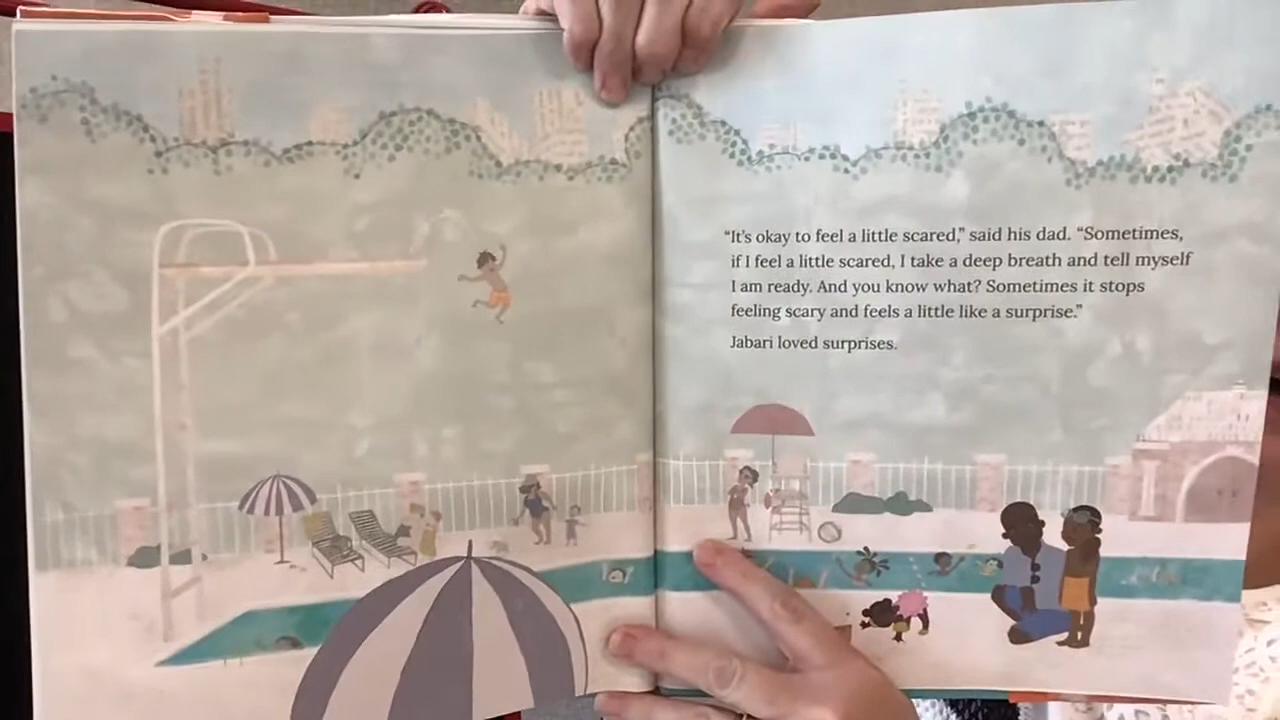 “It’s okay to feel a little scared,” said his dad. “Sometimes,
if I feel a little scared, I take a deep breath and tell myself
I am ready. And you know what? Sometimes it stops
feeling scary and feels a little like a surprise.”
Jabari loved surprises.